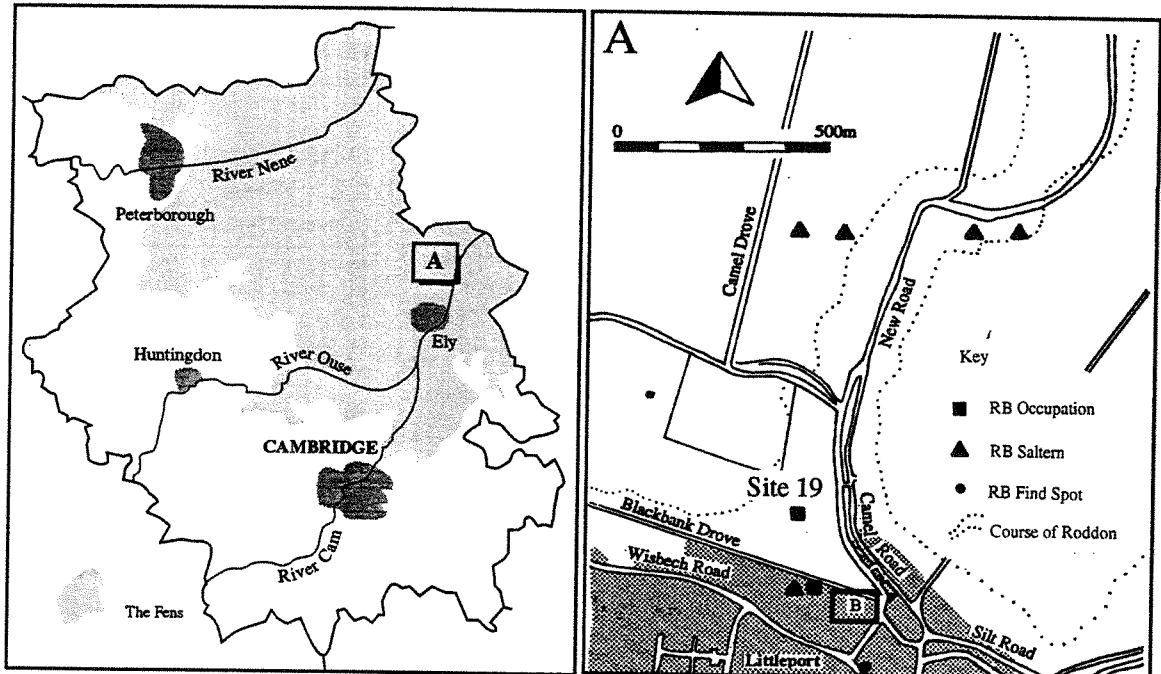 River Nene
Peterborough
A
Ely
Huntingdon
River Ouse
CAMBRIDGE
River Cam
The Fens
A
0 500m
Camel Drove
New Road
Key
RB Occupation
RB Saltern
RB Find Spot
Course of Roddon
Site 19
Blackbank Drove
Camel Road
Wisbech Road
B
Silk Road
Littleport